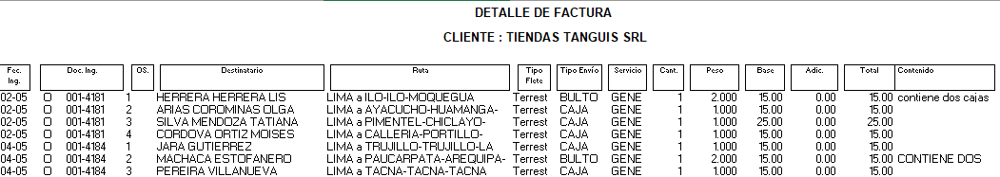 DETALLE DE FACTURA
CLIENTE : TIENDAS TANGUIS SRL
Fec. Ing. Doc. Ing. OS. Destinatario Ruta Tipo Flete Tipo Envío Servicio Cant. Peso Base Adic. Total Contenido
02-05 O 001-4181 1 HERRERA HERRERA LIS LIMA a ILO-ILO-MOQUEGUA Terrest BULTO GENE 1 2.000 15.00 0.00 15.00 contiene dos cajas
02-05 O 001-4181 2 ARIAS COROMINAS OLGA LIMA a AYACUCHO-HUAMANGA- Terrest CAJA GENE 1 1.000 15.00 0.00 15.00
02-05 O 001-4181 3 SILVA MENDOZA TATIANA LIMA a PIMENTEL-CHICLAYO- Terrest CAJA GENE 1 1.000 25.00 0.00 25.00
02-05 O 001-4181 4 CORDOVA ORTIZ MOISES LIMA a CALLERIA-PORTILLO- Terrest CAJA GENE 1 1.000 15.00 0.00 15.00
04-05 O 001-4184 1 JARA GUTIERREZ LIMA a TRUJILLO-TRUJILLO-LA Terrest CAJA GENE 1 1.000 15.00 0.00 15.00
04-05 O 001-4184 2 MACHACA ESTOFANERO LIMA a PAUCARPATA-AREQUIPA- Terrest BULTO GENE 1 2.000 15.00 0.00 15.00 CONTIENE DOS
04-05 O 001-4184 3 PEREIRA VILLANUEVA LIMA a TACNA-TACNA-TACNA Terrest CAJA GENE 1 1.000 15.00 0.00 15.00